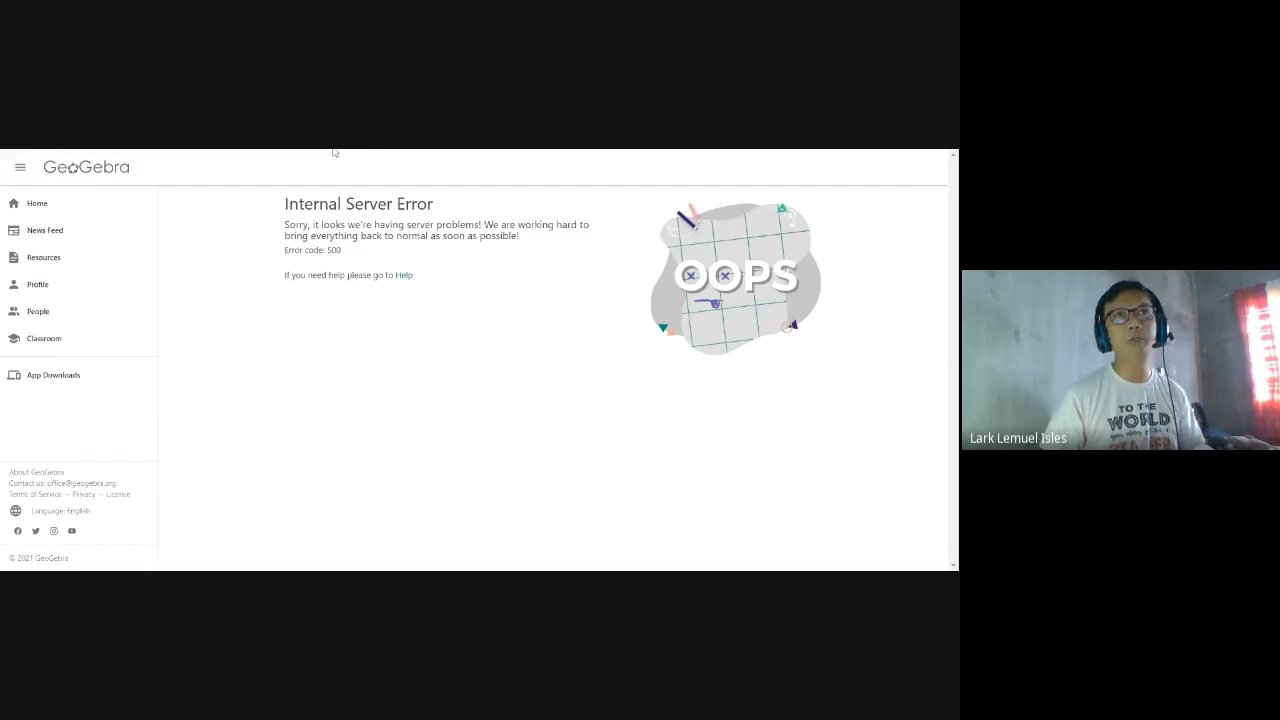 GeoGebra
Home
News Feed
Resources
Profile
People
Classroom
App Downloads
About GeoGebra
Contact us: office@geogebra.org
Terms of Service – Privacy – License
Language: English
© 2021 GeoGebra
Internal Server Error
Sorry, it looks we're having server problems! We are working hard to
bring everything back to normal as soon as possible!
Error code: 500
If you need help please go to Help
OOPS
TO THE
WORLD
Lark Lemuel Isles